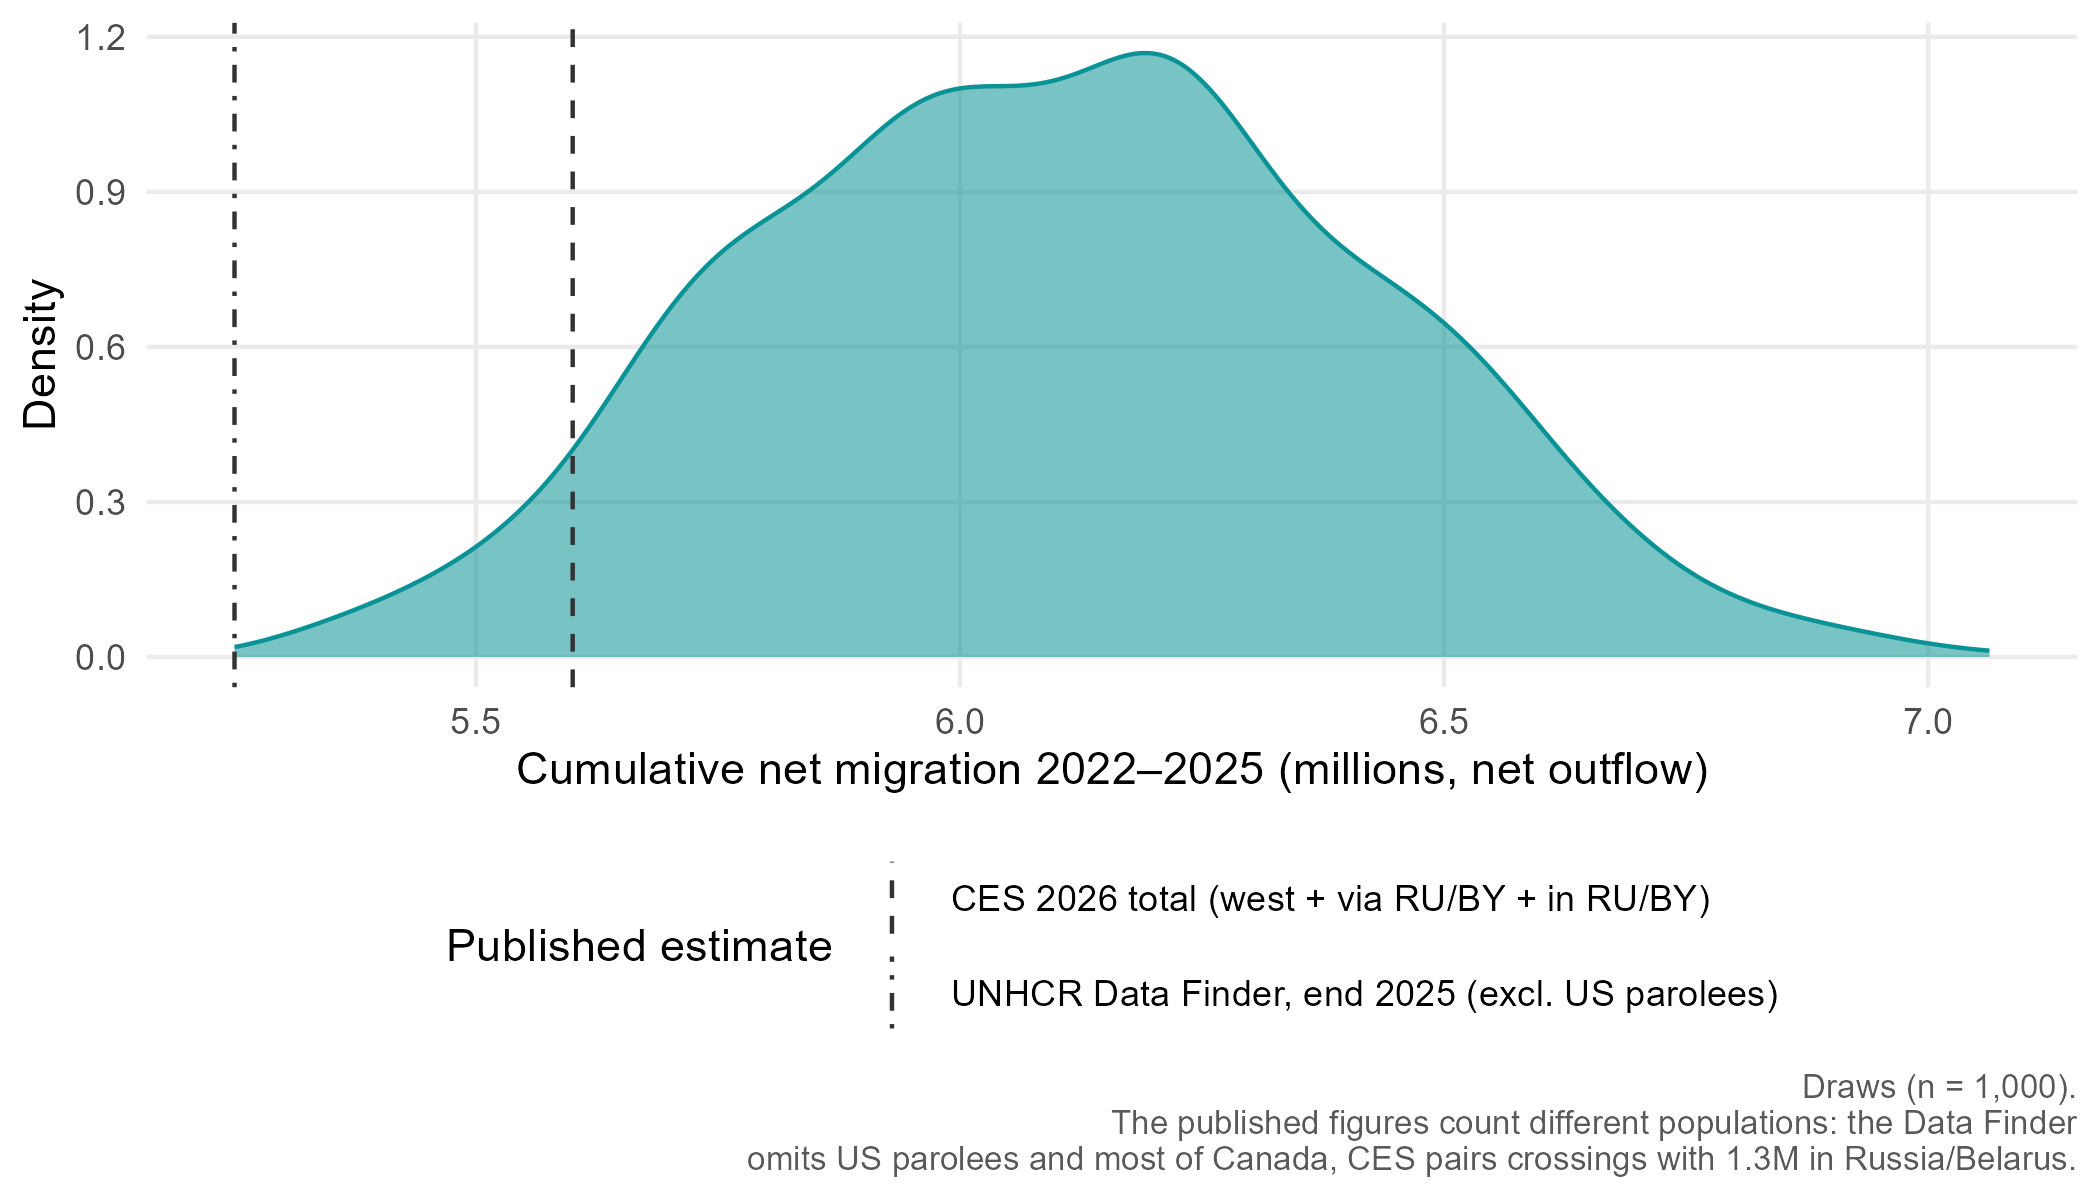 1.2
0.9
0.6
0.3
0.0
Density
5.5 6.0 6.5 7.0
Cumulative net migration 2022–2025 (millions, net outflow)
Published estimate
CES 2026 total (west + via RU/BY + in RU/BY)
UNHCR Data Finder, end 2025 (excl. US parolees)
Draws (n = 1,000).
The published figures count different populations: the Data Finder
omits US parolees and most of Canada, CES pairs crossings with 1.3M in Russia/Belarus.